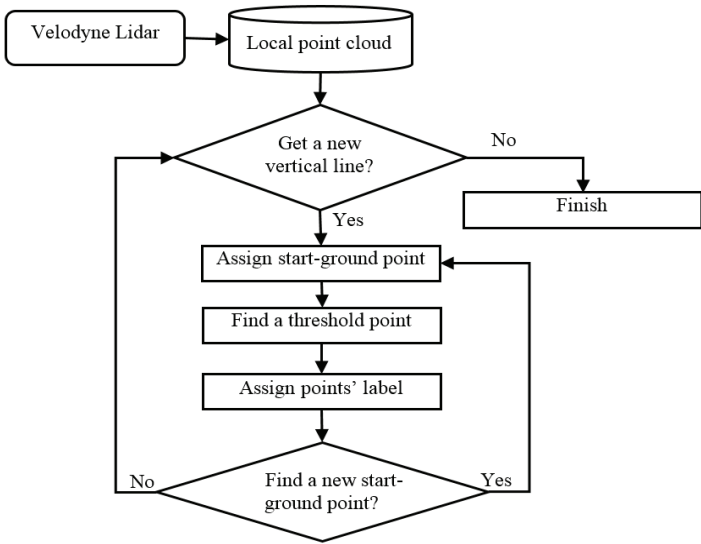 Velodyne Lidar
Local point cloud
Get a new
vertical line?
No
Finish
Yes
Assign start-ground point
Find a threshold point
Assign points’ label
No
Find a new start-
ground point?
Yes